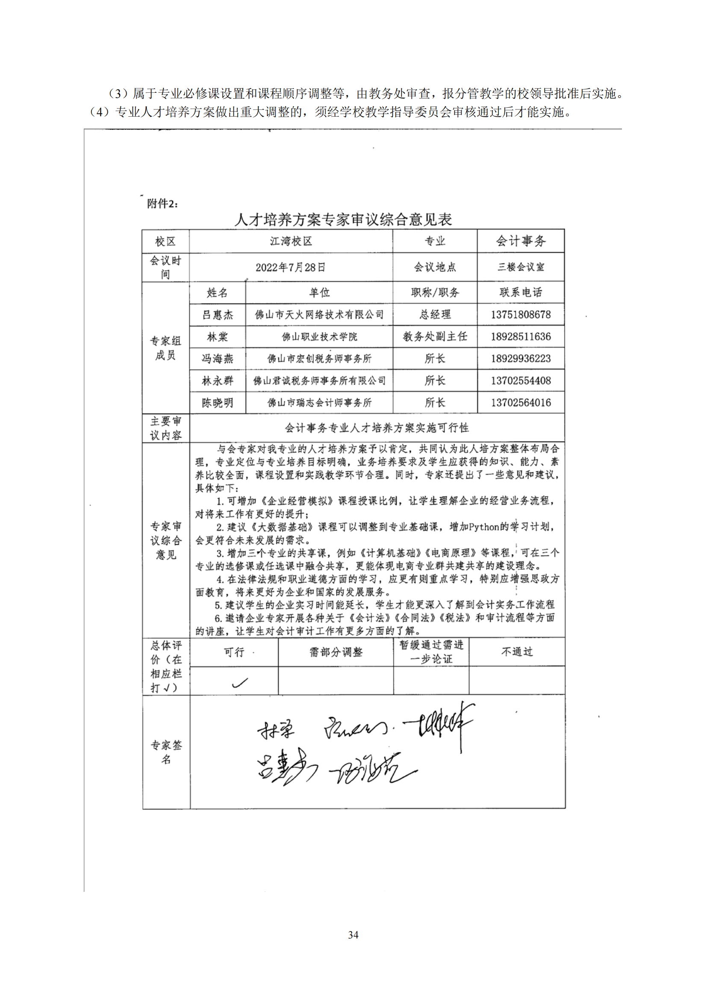 （3）属于专业必修课设置和课程顺序调整等，由教务处审查，报分管教学的校领导批准后实施。
（4）专业人才培养方案做出重大调整的，须经学校教学指导委员会审核通过后才能实施。
附件2：
人才培养方案专家审议综合意见表
校区 江湾校区 专业 会计事务
会议时
间
2022年7月28日 会议地点 三楼会议室
专家组
成员
姓名 单位 职称/职务 联系电话
吕惠杰 佛山市天火网络技术有限公司 总经理 13751808678
林棠 佛山职业技术学院 教务处副主任 18928511636
冯海燕 佛山市宏创税务师事务所 所长 18929936223
林永群 佛山君诚税务师事务所有限公司 所长 13702554408
陈晓明 佛山市瑞志会计师事务所 所长 13702564016
主要审
议内容
会计事务专业人才培养方案实施可行性
专家审
议综合
意见
与会专家对我专业的人才培养方案予以肯定，共同认为此人培方案整体布局合
理，专业定位与专业培养目标明确，业务培养要求及学生应获得的知识、能力、素
养比较全面，课程设置和实践教学环节合理。同时，专家还提出了一些意见和建议，
具体如下：
1.可增加《企业经营模拟》课程授课比例，让学生理解企业的经营业务流程，
对将来工作有更好的提升；
2.建议《大数据基础》课程可以调整到专业基础课，增加Python的学习计划，
会更符合未来发展的需求。
3.增加三个专业的共享课，例如《计算机基础》《电商原理》等课程，可在三个
专业的选修课或任选课中融合共享，更能体现电商专业群共建共享的建设理念。
4.在法律法规和职业道德方面的学习，应更有则重点学习，特别应增强思政方
面教育，将来更好为企业和国家的发展服务。
5.建议学生的企业实习时间能延长，学生才能更深入了解到会计实务工作流程
6.邀请企业专家开展各种关于《会计法》《合同法》《税法》和审计流程等方面
的讲座，让学生对会计审计工作有更多方面的了解。
总体评
价（在
相应栏
打√）
可行 需部分调整 暂缓通过需进
一步论证
不通过
✓
专家签
名
林棠
吕惠杰 冯海燕
34